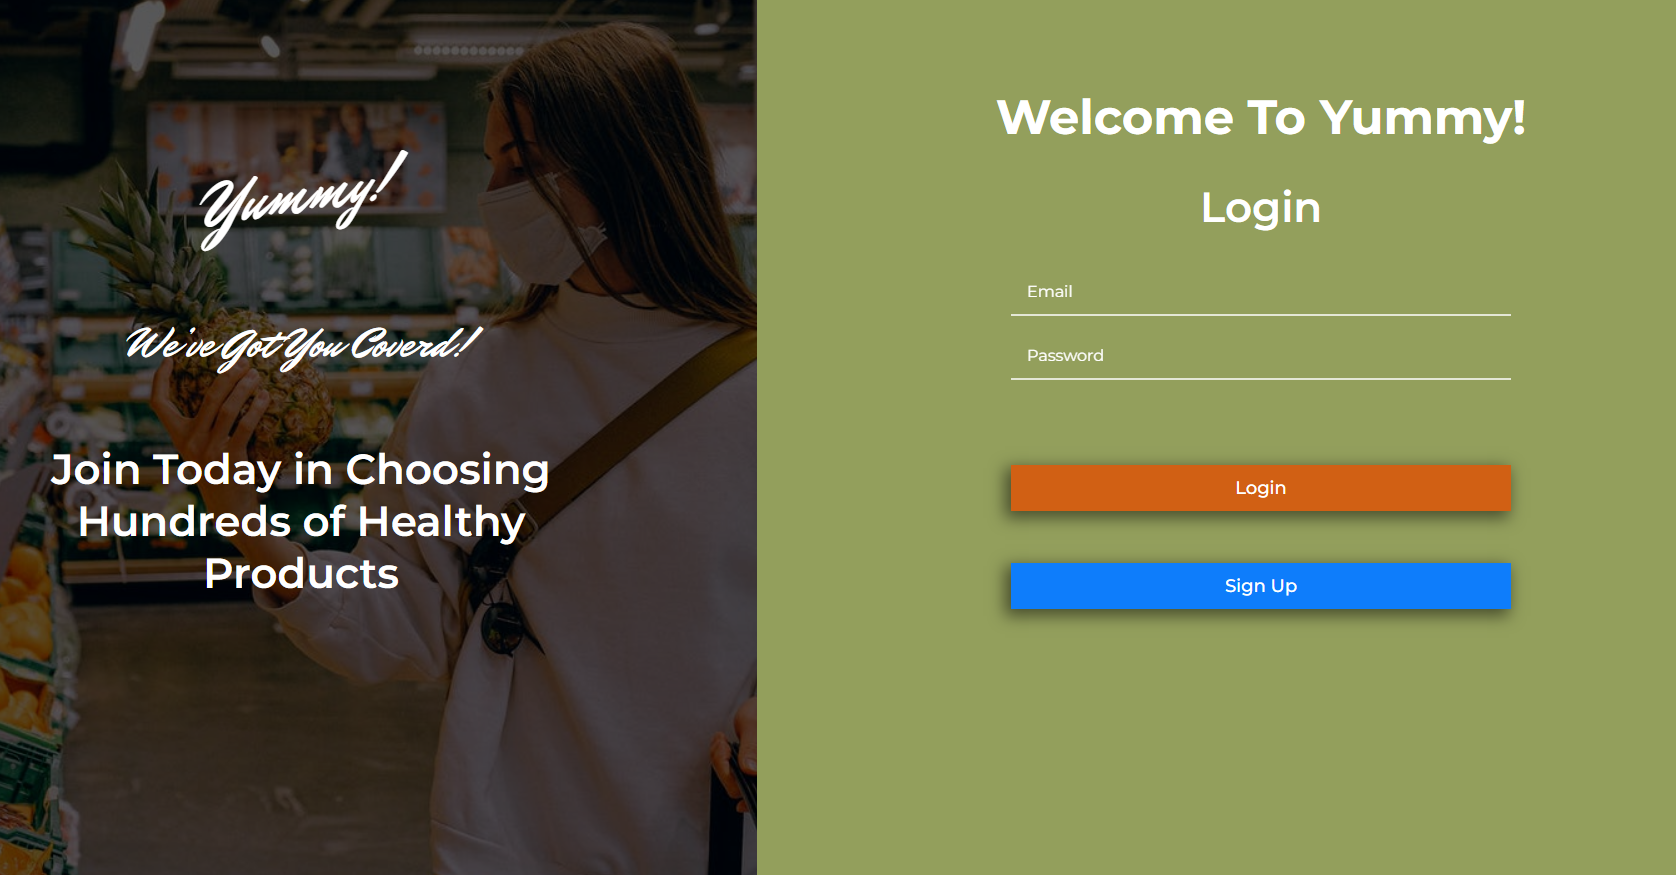 Yummy!
We've Got You Coverd!
Join Today in Choosing
Hundreds of Healthy
Products
Welcome To Yummy!
Login
Email
Password
Login
Sign Up